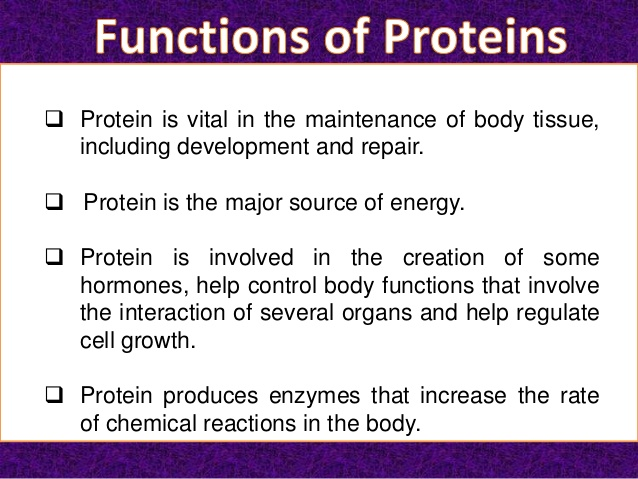 Functions of Proteins
❑ Protein is vital in the maintenance of body tissue,
including development and repair.
❑ Protein is the major source of energy.
❑ Protein is involved in the creation of some
hormones, help control body functions that involve
the interaction of several organs and help regulate
cell growth.
❑ Protein produces enzymes that increase the rate
of chemical reactions in the body.